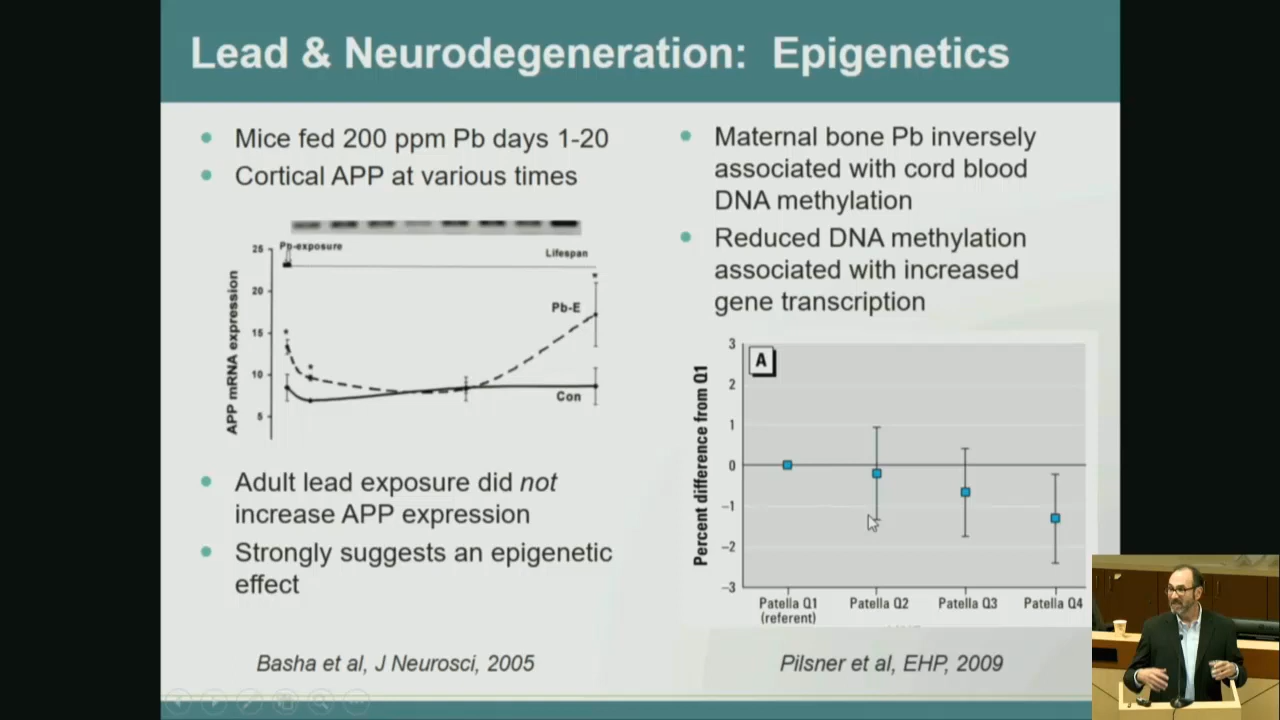 Lead & Neurodegeneration: Epigenetics
Mice fed 200 ppm Pb days 1-20
Cortical APP at various times
Pb-exposure
Lifespan
25
20
15
10
5
APP mRNA expression
Pb-E
Con
*
*
*
Adult lead exposure did not
increase APP expression
Strongly suggests an epigenetic
effect
Basha et al, J Neurosci, 2005
Maternal bone Pb inversely
associated with cord blood
DNA methylation
Reduced DNA methylation
associated with increased
gene transcription
A
Percent difference from Q1
3
2
1
0
–1
–2
–3
Patella Q1
(referent)
Patella Q2
Patella Q3
Patella Q4
Pilsner et al, EHP, 2009